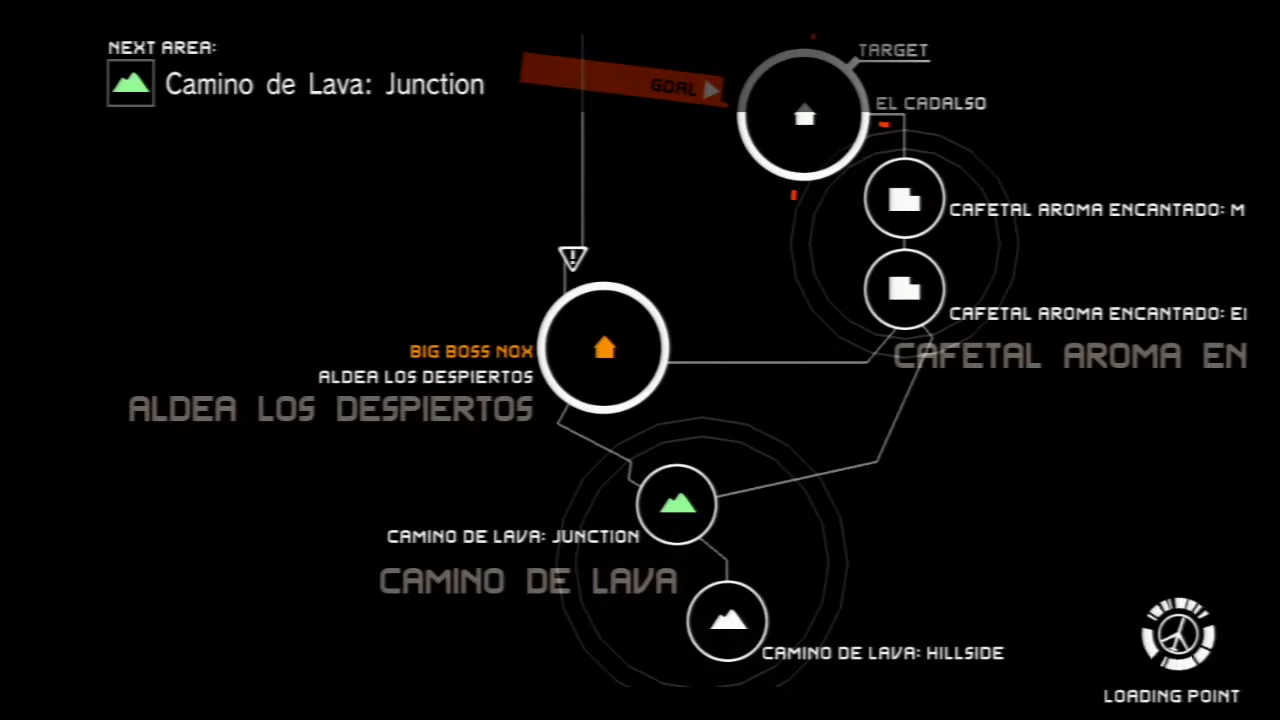 NEXT AREA:
Camino de Lava: Junction
TARGET
GOAL
EL CADALSO
CAFETAL AROMA ENCANTADO: M
CAFETAL AROMA ENCANTADO: E
CAFETAL AROMA EN
BIG BOSS NOX
ALDEA LOS DESPIERTOS
ALDEA LOS DESPIERTOS
CAMINO DE LAVA: JUNCTION
CAMINO DE LAVA
CAMINO DE LAVA: HILLSIDE
LOADING POINT